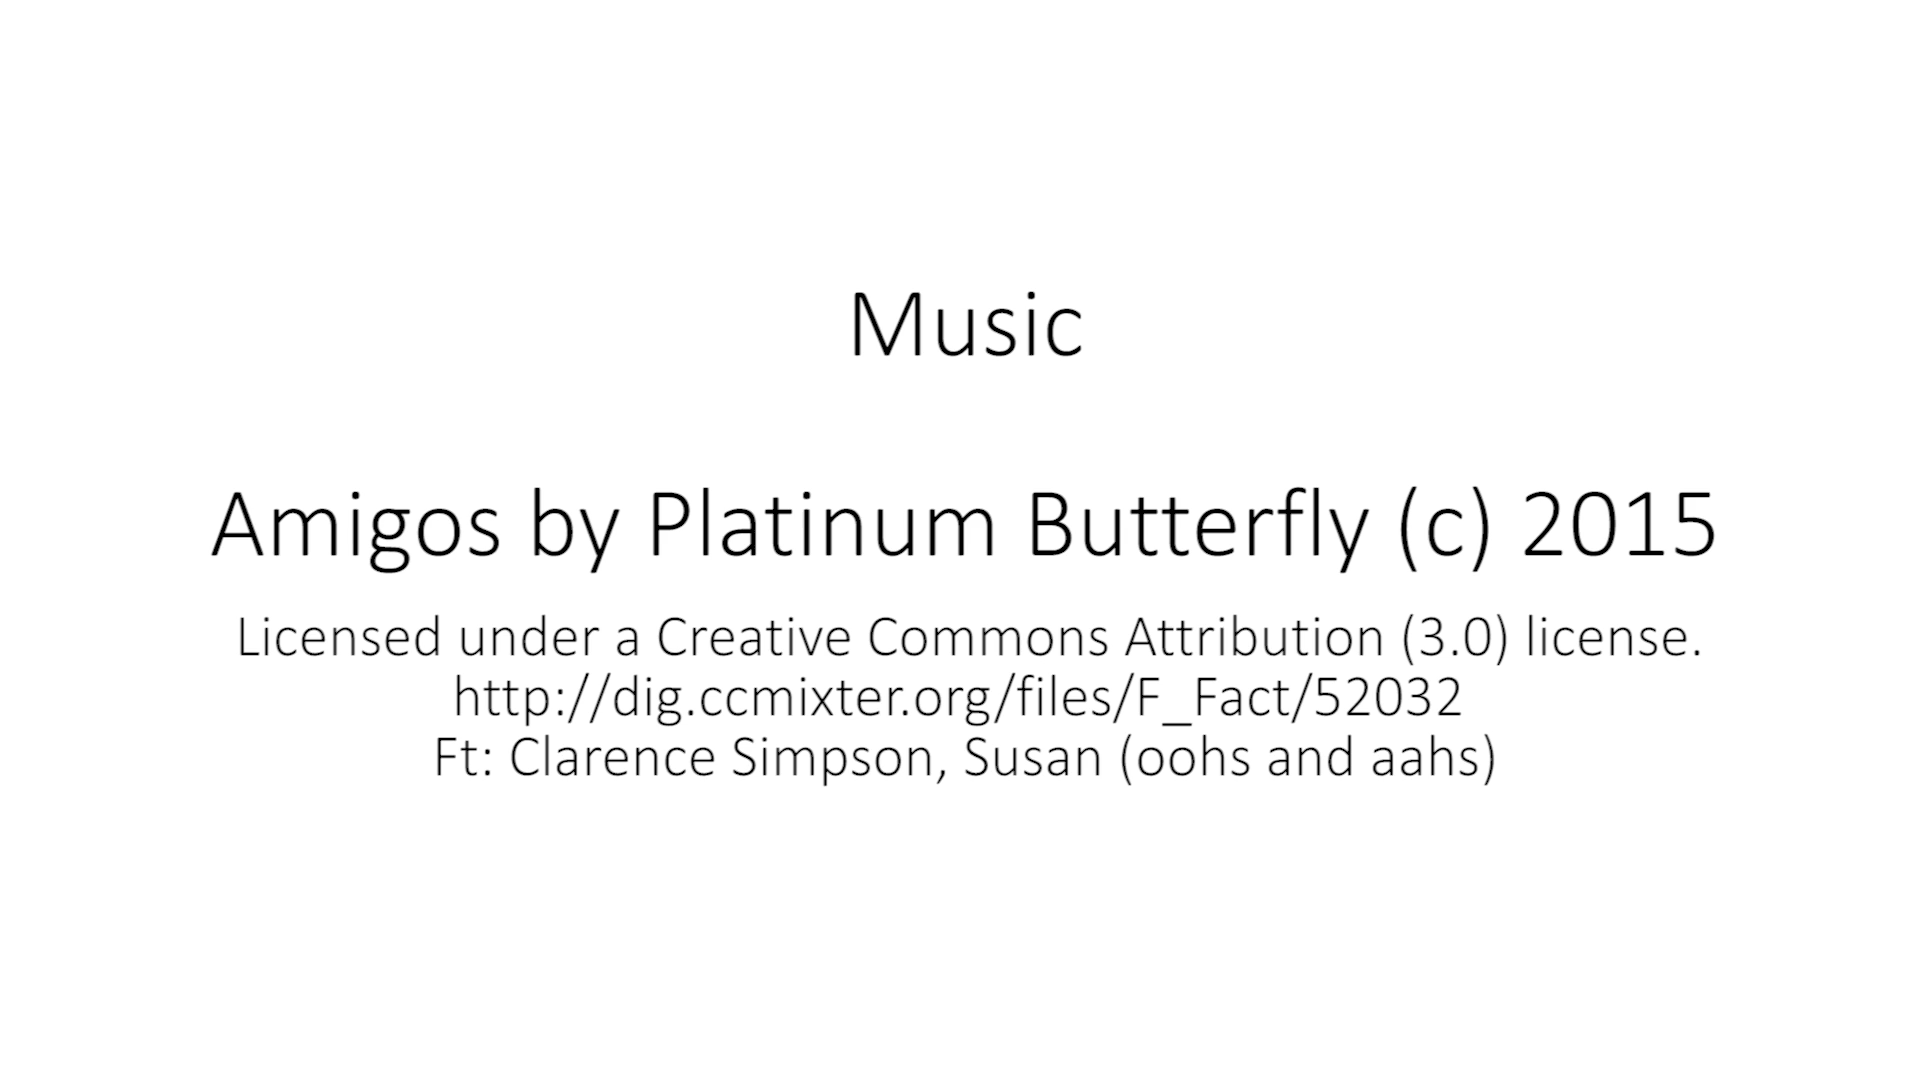 Music
Amigos by Platinum Butterfly (c) 2015
Licensed under a Creative Commons Attribution (3.0) license.
http://dig.ccmixter.org/files/F_Fact/52032
Ft: Clarence Simpson, Susan (oohs and aahs)